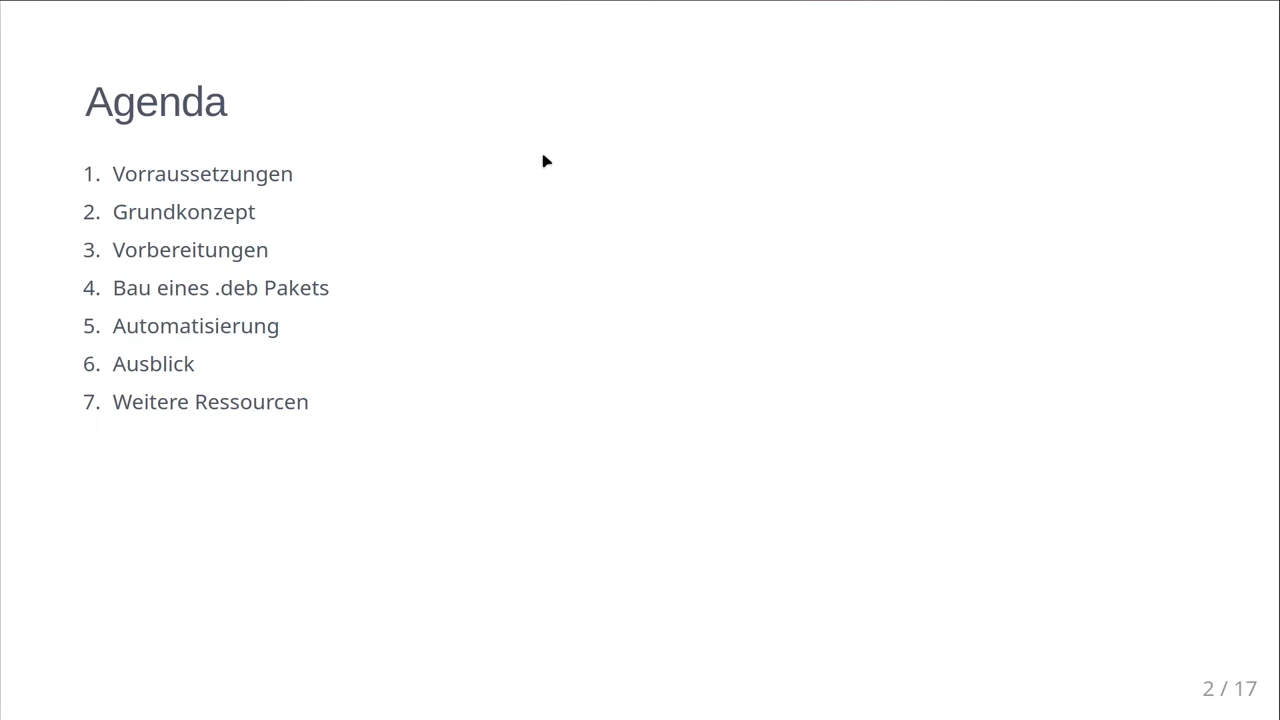 Agenda
1. Vorraussetzungen
2. Grundkonzept
3. Vorbereitungen
4. Bau eines .deb Pakets
5. Automatisierung
6. Ausblick
7. Weitere Ressourcen
2 / 17